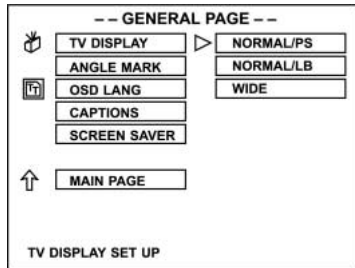 -- GENERAL PAGE --
TV DISPLAY NORMAL/PS
ANGLE MARK NORMAL/LB
OSD LANG WIDE
CAPTIONS
SCREEN SAVER
MAIN PAGE
TV DISPLAY SET UP